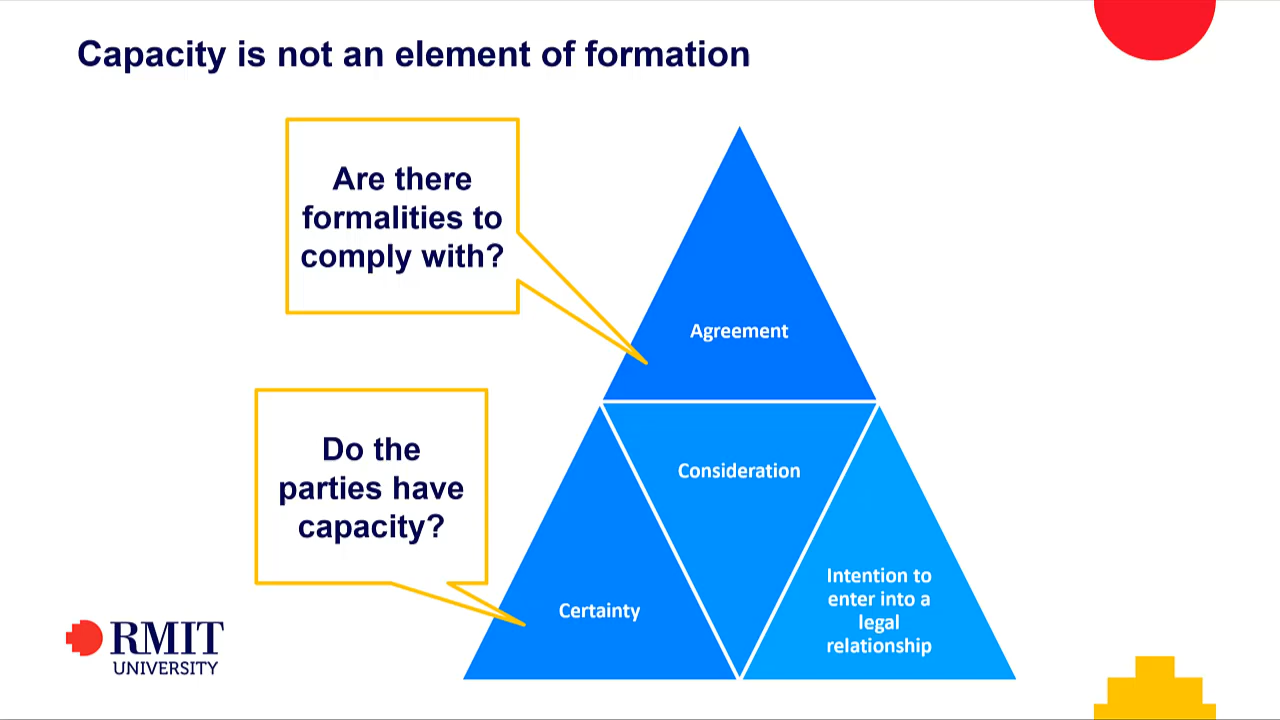 Capacity is not an element of formation
Are there
formalities to
comply with?
Agreement
Do the
parties have
capacity?
Consideration
Certainty
Intention to
enter into a
legal
relationship
RMIT
UNIVERSITY